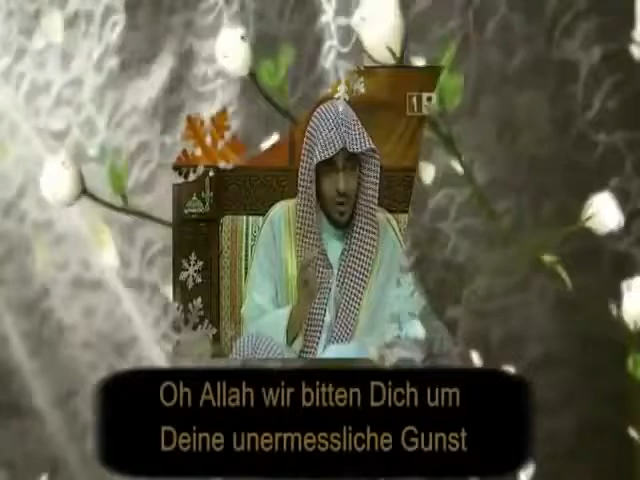 Oh Allah wir bitten Dich um
Deine unermessliche Gunst